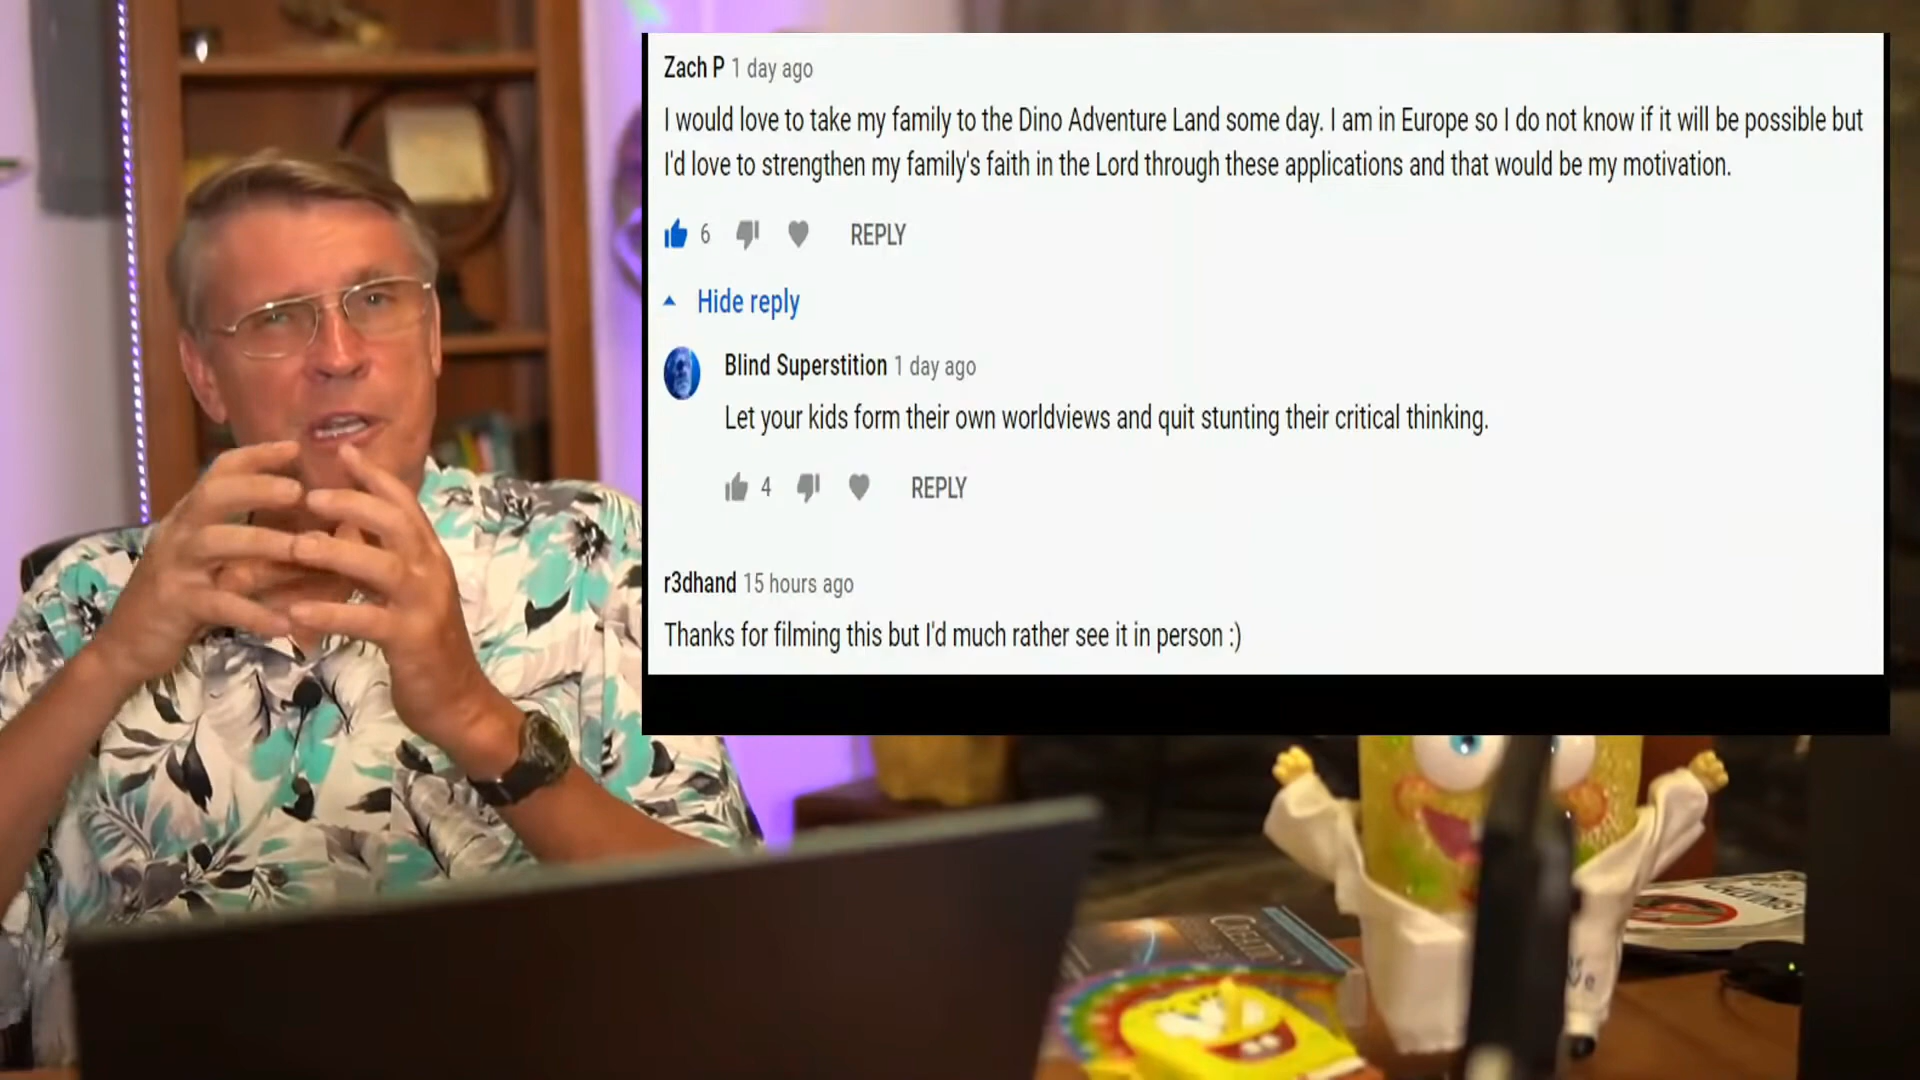 Zach P 1 day ago
I would love to take my family to the Dino Adventure Land some day. I am in Europe so I do not know if it will be possible but
I'd love to strengthen my family's faith in the Lord through these applications and that would be my motivation.
6 REPLY
Hide reply
Blind Superstition 1 day ago
Let your kids form their own worldviews and quit stunting their critical thinking.
4 REPLY
r3dhand 15 hours ago
Thanks for filming this but I'd much rather see it in person :)